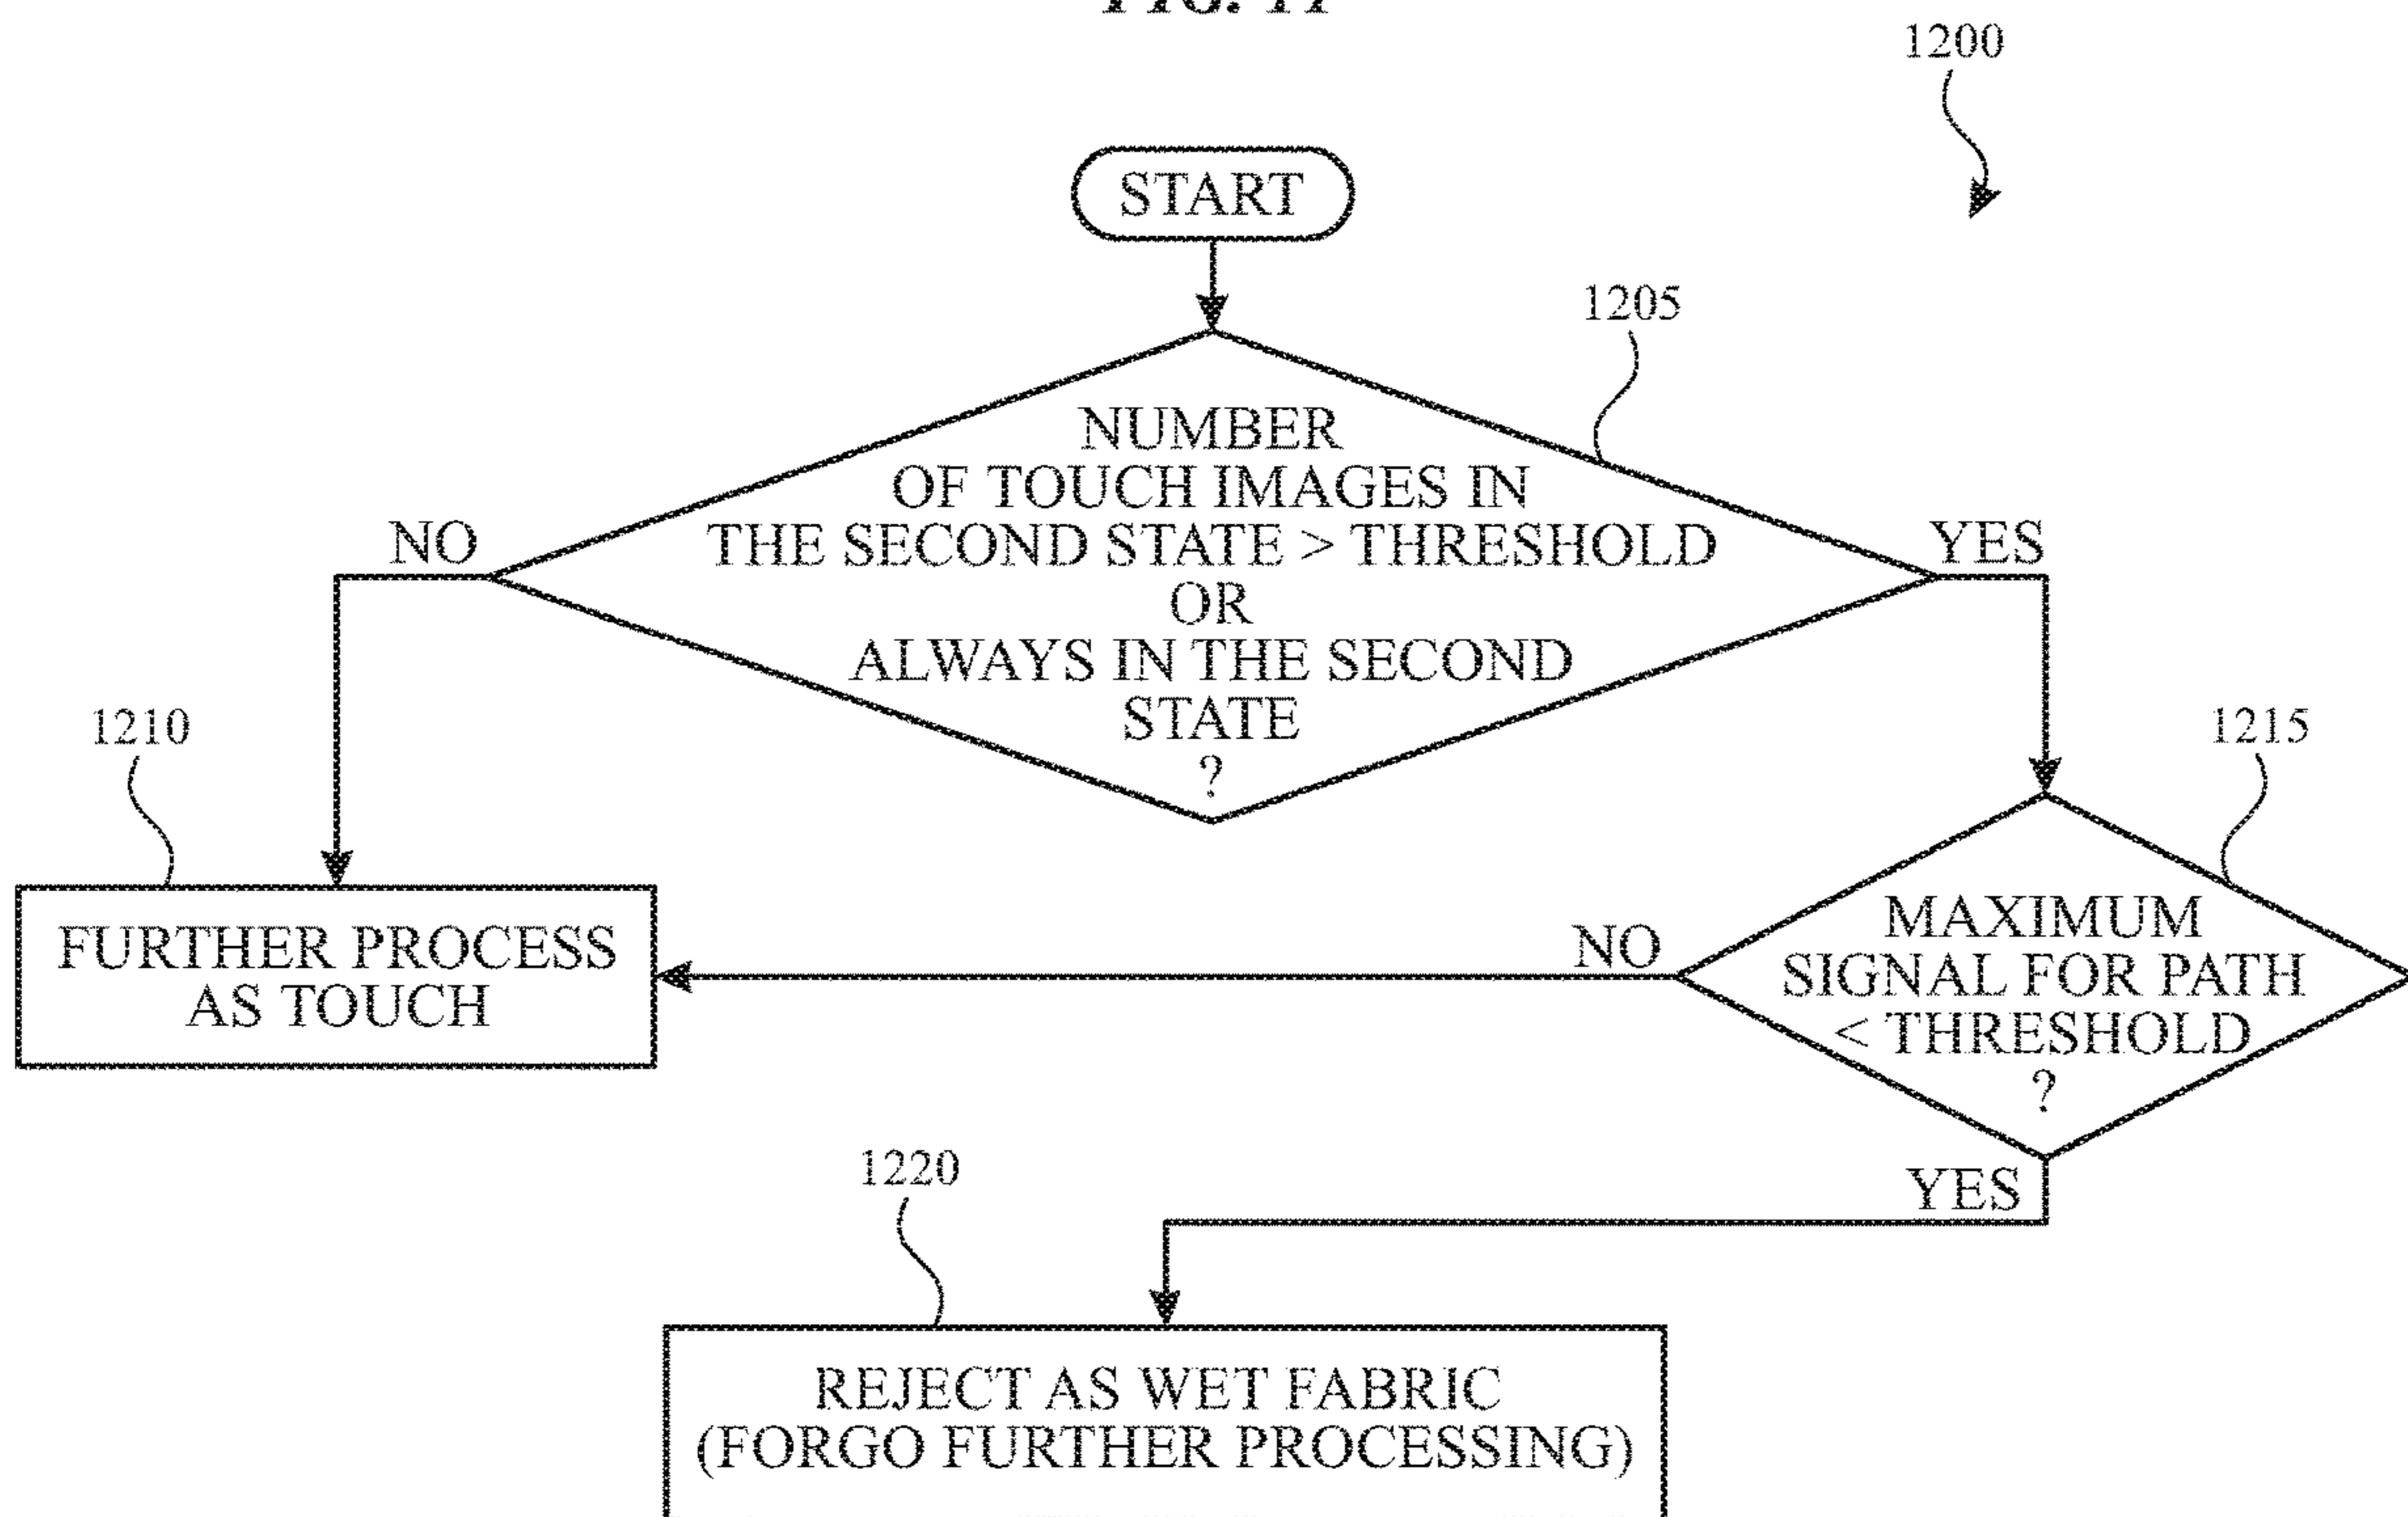 1200
START
1205
NUMBER
OF TOUCH IMAGES IN
THE SECOND STATE > THRESHOLD
OR
ALWAYS IN THE SECOND
STATE
?
NO
YES
1210
1215
FURTHER PROCESS
AS TOUCH
NO
MAXIMUM
SIGNAL FOR PATH
< THRESHOLD
?
YES
1220
REJECT AS WET FABRIC
(FORGO FURTHER PROCESSING)